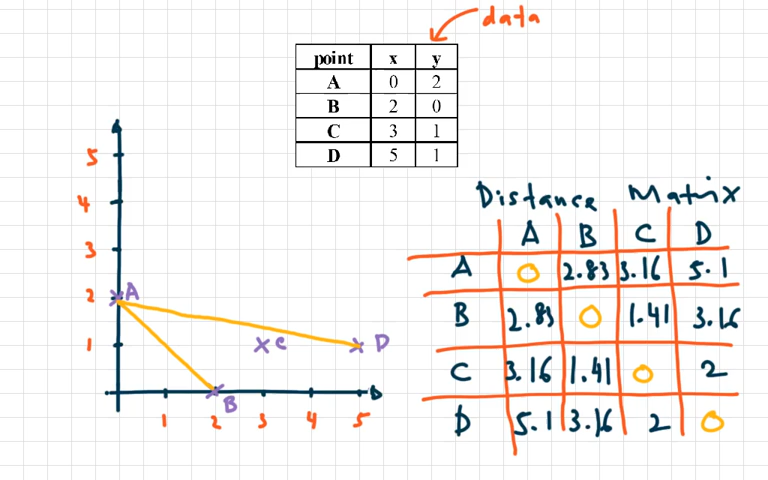 data
point x y
A 0 2
B 2 0
C 3 1
D 5 1
5
4
3
2 A
1 C D
B
1 2 3 4 5
Distance Matrix
A B C D
A 0 2.83 3.16 5.1
B 2.83 0 1.41 3.16
C 3.16 1.41 0 2
D 5.1 3.16 2 0